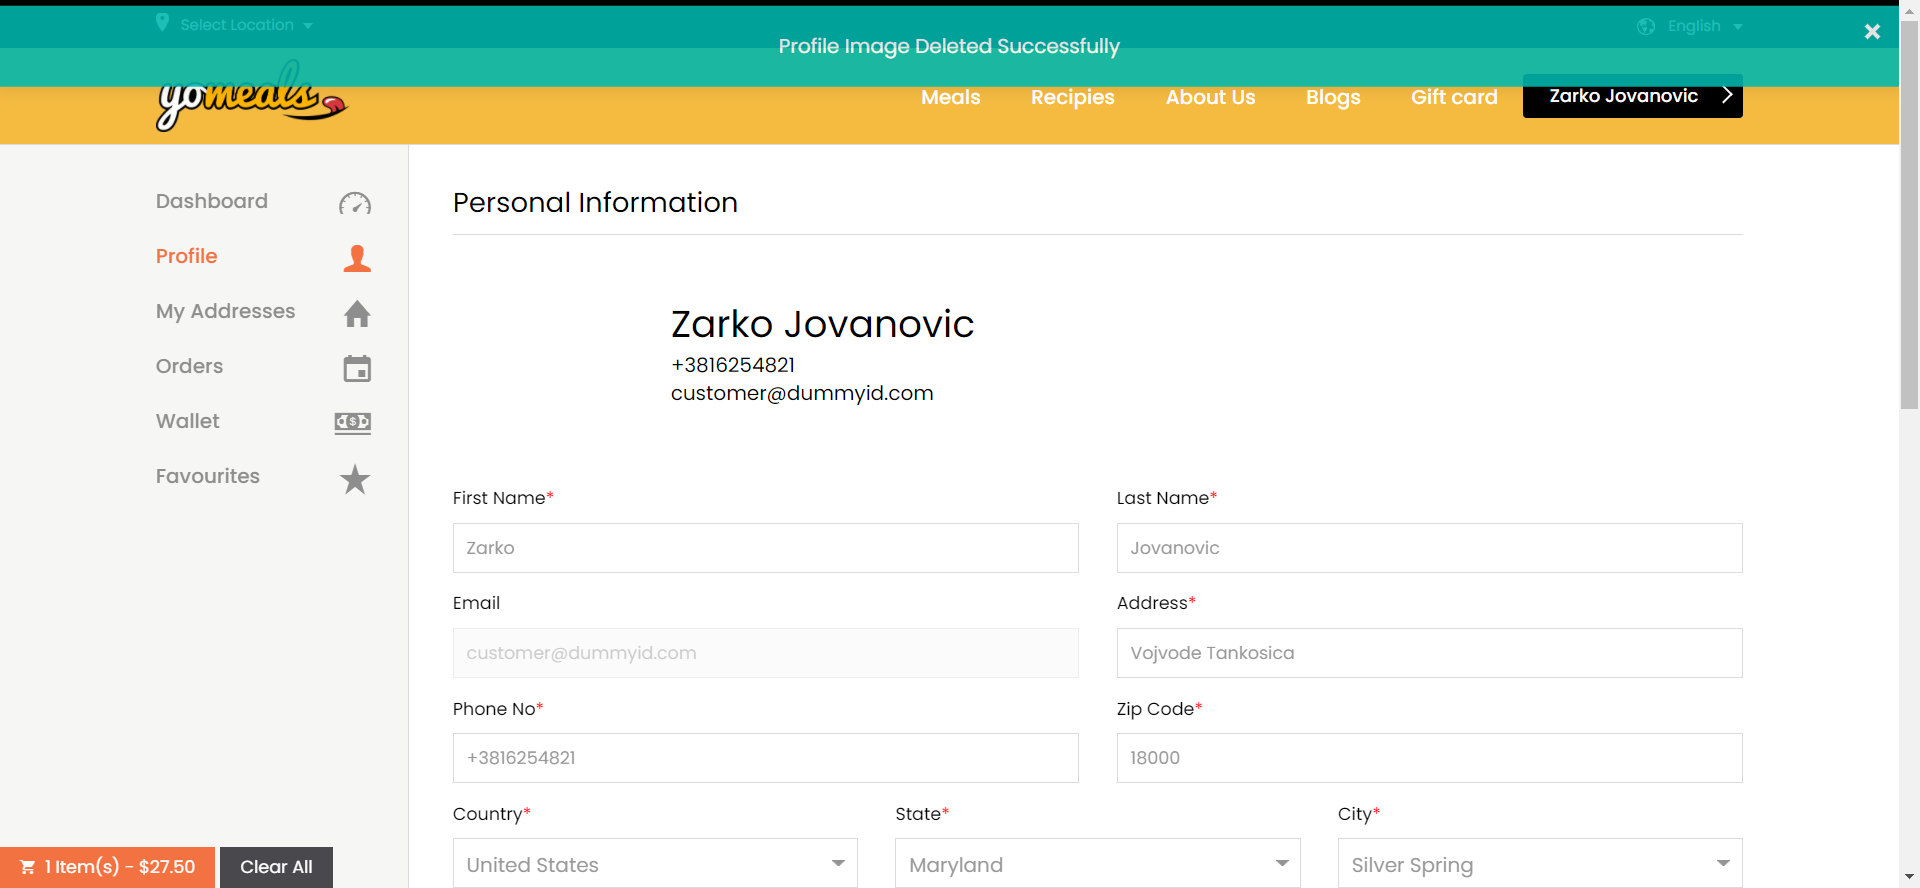 Select Location
English
Profile Image Deleted Successfully
yomeals
Meals
Recipies
About Us
Blogs
Gift card
Zarko Jovanovic
Dashboard
Profile
My Addresses
Orders
Wallet
Favourites
Personal Information
Zarko Jovanovic
+3816254821
customer@dummyid.com
First Name*
Last Name*
Zarko
Jovanovic
Email
Address*
customer@dummyid.com
Vojvode Tankosica
Phone No*
Zip Code*
+3816254821
18000
Country*
State*
City*
United States
Maryland
Silver Spring
1 Item(s) - $27.50
Clear All